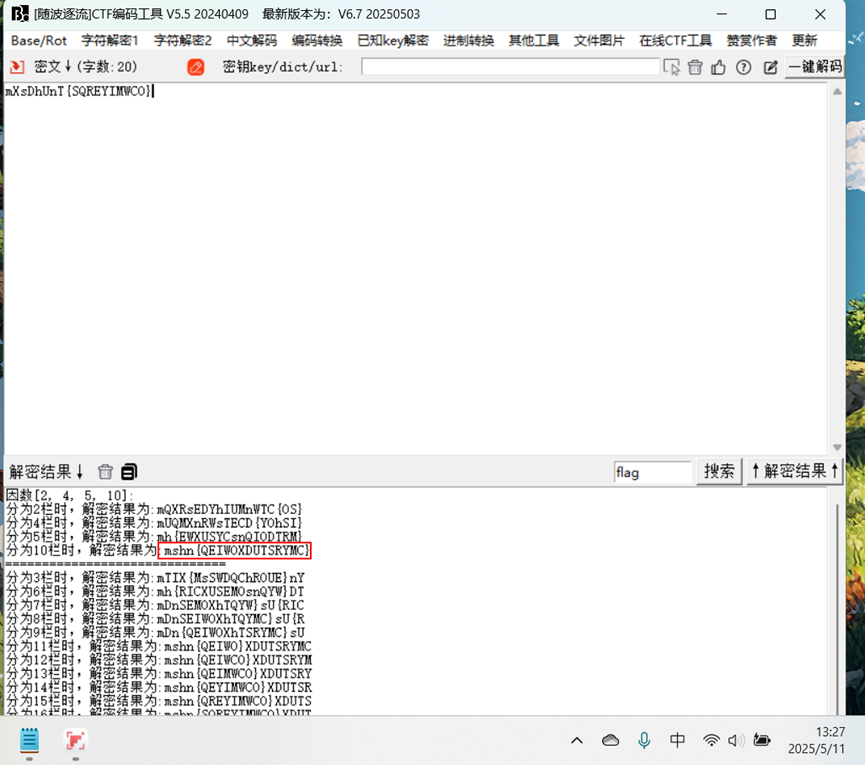 [随波逐流]CTF编码工具 V5.5 20240409 最新版本为：V6.7 20250503
Base/Rot 字符解密1 字符解密2 中文解码 编码转换 已知key解密 进制转换 其他工具 文件图片 在线CTF工具 赞赏作者 更新
密文↓(字数:20) 密钥key/dict/url: 一键解码
mXsDhUnT{SQREYIMWCO}
解密结果↓ flag 搜索 ↑解密结果↑
因数[2, 4, 5, 10]:
分为2栏时，解密结果为:mQXRsEDYhIUMnWTC{OS}
分为4栏时，解密结果为:mUQMXnRWsTECD{YOhSI}
分为5栏时，解密结果为:mh{EWXUSYCsnQIODTRM}
分为10栏时，解密结果为:mshn{QEIWOXDUTSRYMC}
=============================
分为3栏时，解密结果为:mTIX{MsSWDQChROUE}nY
分为6栏时，解密结果为:mh{RICXUSEMOsnQYW}DT
分为7栏时，解密结果为:mDnSEMOXhTQYW}sU{RIC
分为8栏时，解密结果为:mDnSEIWOXhTQYMC}sU{R
分为9栏时，解密结果为:mDn{QEIWOXhTSRYMC}sU
分为11栏时，解密结果为:mshn{QEIWO}XDUTSRYMC
分为12栏时，解密结果为:mshn{QEIWCO}XDUTSRYM
分为13栏时，解密结果为:mshn{QEIMWCO}XDUTSRY
分为14栏时，解密结果为:mshn{QEYIMWCO}XDUTSR
分为15栏时，解密结果为:mshn{QREYIMWCO}XDUTS
分为16栏时，解密结果为:mshn{SQREYIMWCO}XDUT
中
13:27
2025/5/11